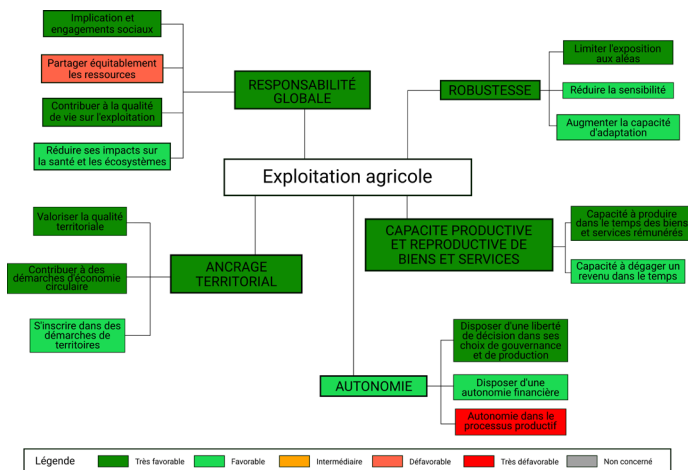 Implication et
engagements sociaux
Partager équitablement
les ressources
Contribuer à la qualité
de vie sur l'exploitation
Réduire ses impacts sur
la santé et les écosystèmes
RESPONSABILITÉ
GLOBALE
ROBUSTESSE
Limiter l'exposition
aux aléas
Réduire la sensibilité
Augmenter la capacité
d'adaptation
Exploitation agricole
Valoriser la qualité
territoriale
Contribuer à des
démarches d'économie
circulaire
S'inscrire dans des
démarches de
territoires
ANCRAGE
TERRITORIAL
CAPACITE PRODUCTIVE
ET REPRODUCTIVE DE
BIENS ET SERVICES
Capacité à produire
dans le temps des biens
et services rémunérés
Capacité à dégager un
revenu dans le temps
AUTONOMIE
Disposer d'une liberté
de décision dans ses
choix de gouvernance
et de production
Disposer d'une
autonomie financière
Autonomie dans le
processus productif
Légende
Très favorable
Favorable
Intermédiaire
Défavorable
Très défavorable
Non concerné